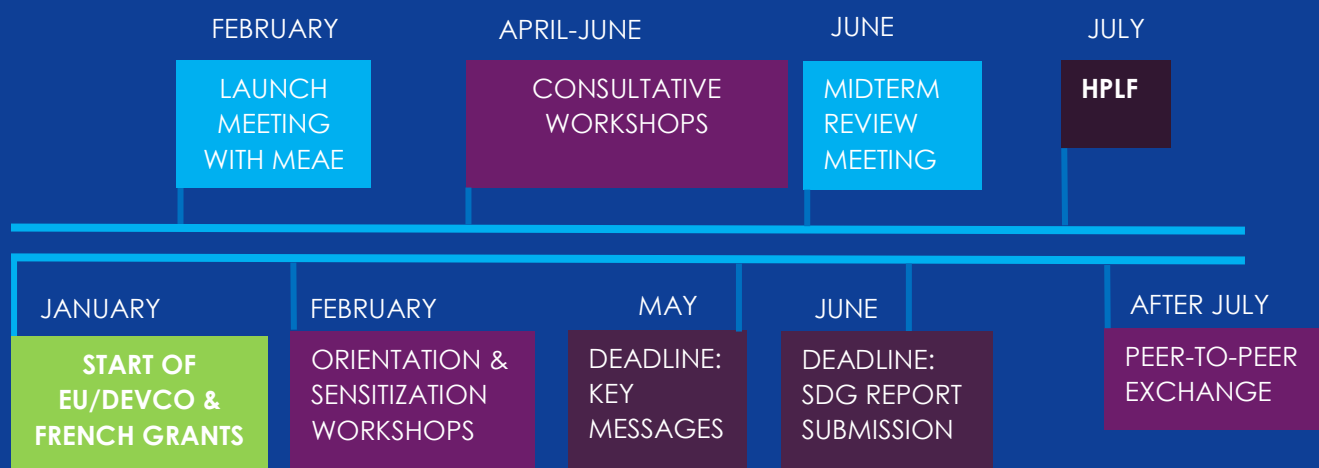 FEBRUARY
LAUNCH
MEETING
WITH MEAE
APRIL-JUNE
CONSULTATIVE
WORKSHOPS
JUNE
MIDTERM
REVIEW
MEETING
JULY
HPLF
JANUARY
START OF
EU/DEVCO &
FRENCH GRANTS
FEBRUARY
ORIENTATION &
SENSITIZATION
WORKSHOPS
MAY
DEADLINE:
KEY
MESSAGES
JUNE
DEADLINE:
SDG REPORT
SUBMISSION
AFTER JULY
PEER-TO-PEER
EXCHANGE